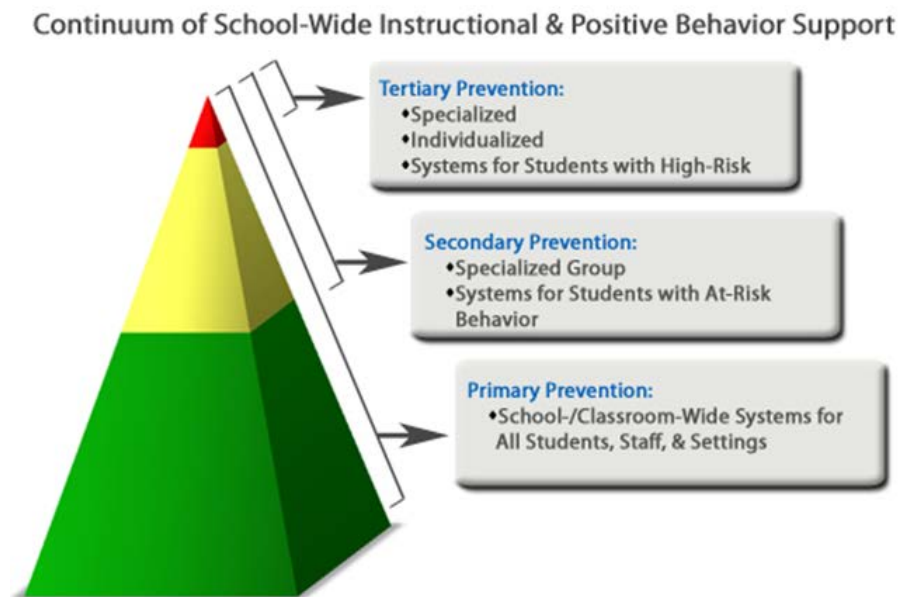 Continuum of School-Wide Instructional & Positive Behavior Support
Tertiary Prevention:
♦Specialized
♦Individualized
♦Systems for Students with High-Risk
Secondary Prevention:
♦Specialized Group
♦Systems for Students with At-Risk
Behavior
Primary Prevention:
♦School-/Classroom-Wide Systems for
All Students, Staff, & Settings